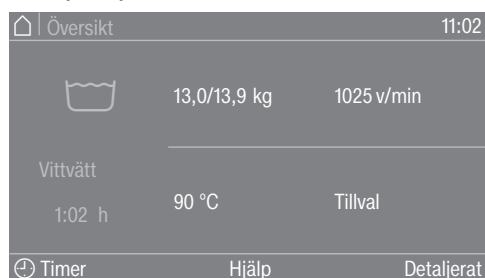 Översikt 11:02
13,0/13,9 kg 1025 v/min
Vittvätt
90 °C Tillval
1:02 h
Timer Hjälp Detaljerat